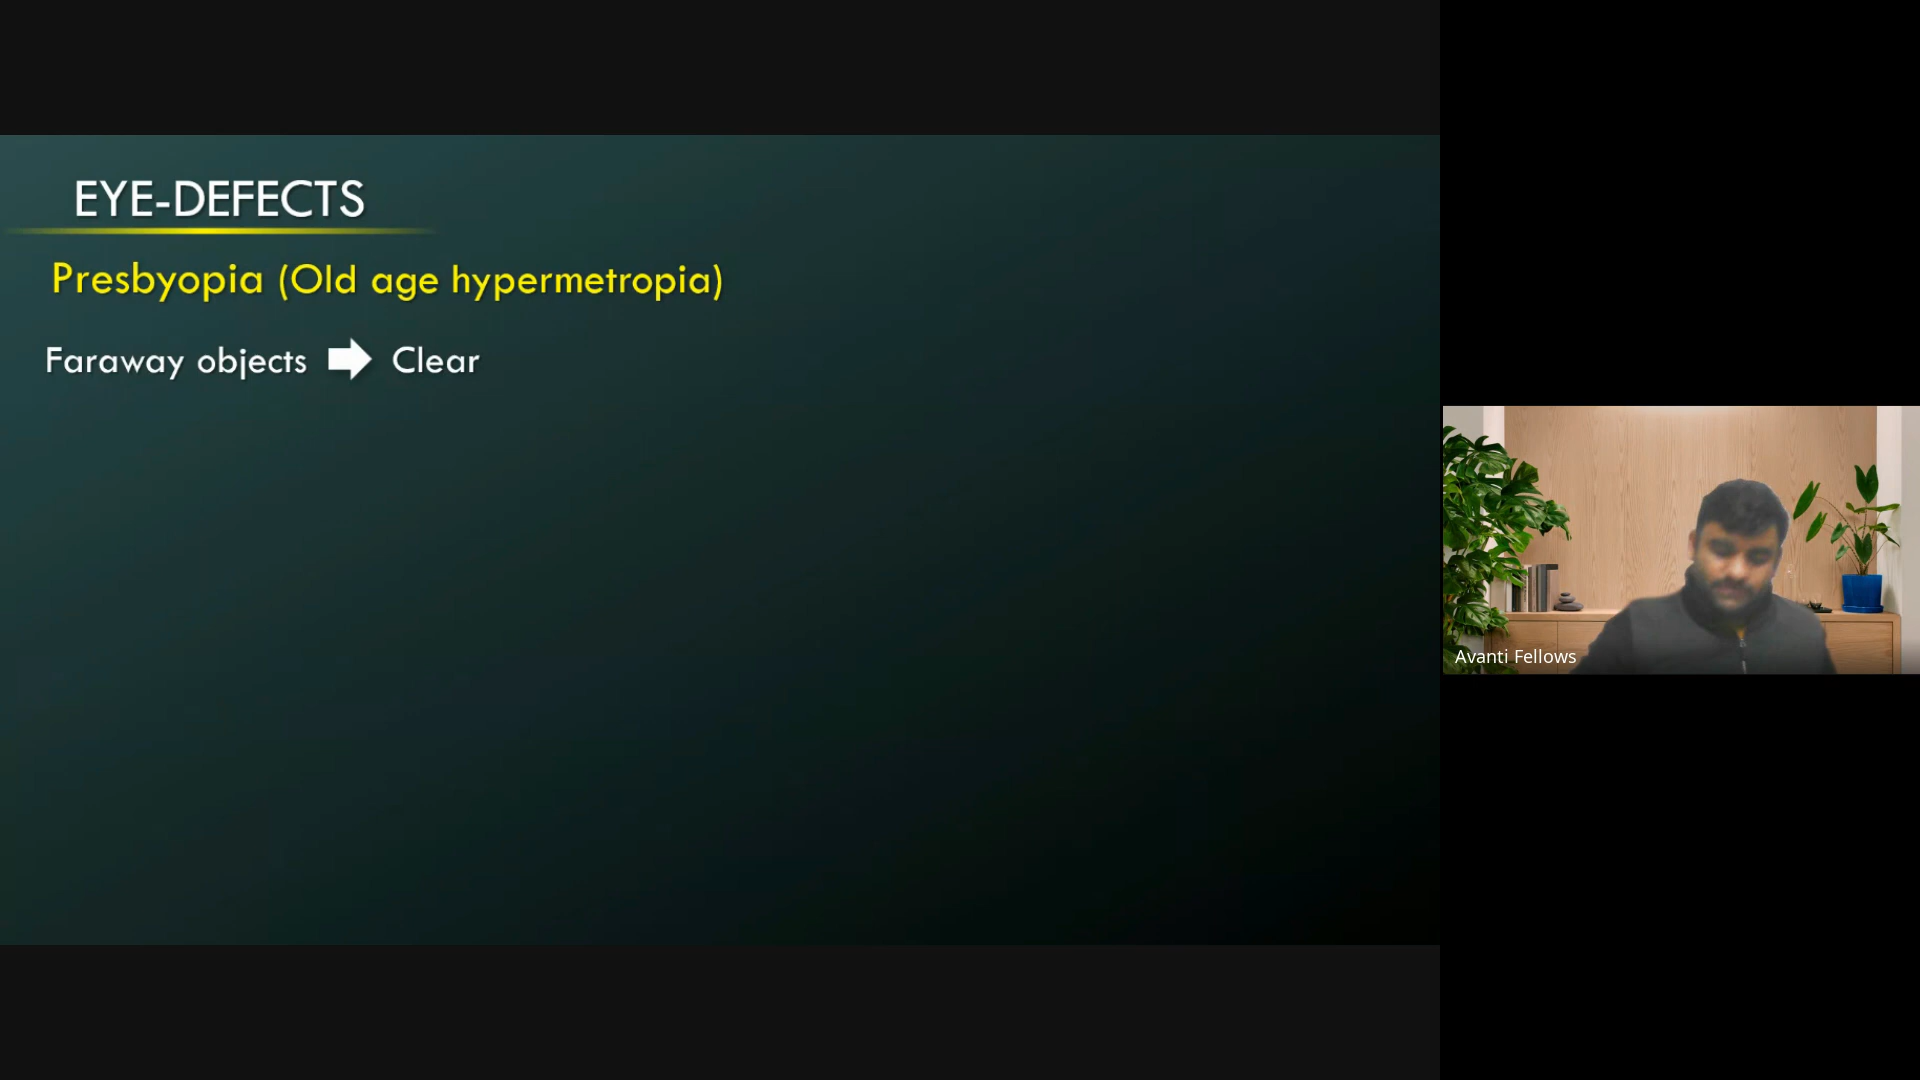 EYE-DEFECTS
Presbyopia (Old age hypermetropia)
Faraway objects ➡ Clear
Avanti Fellows